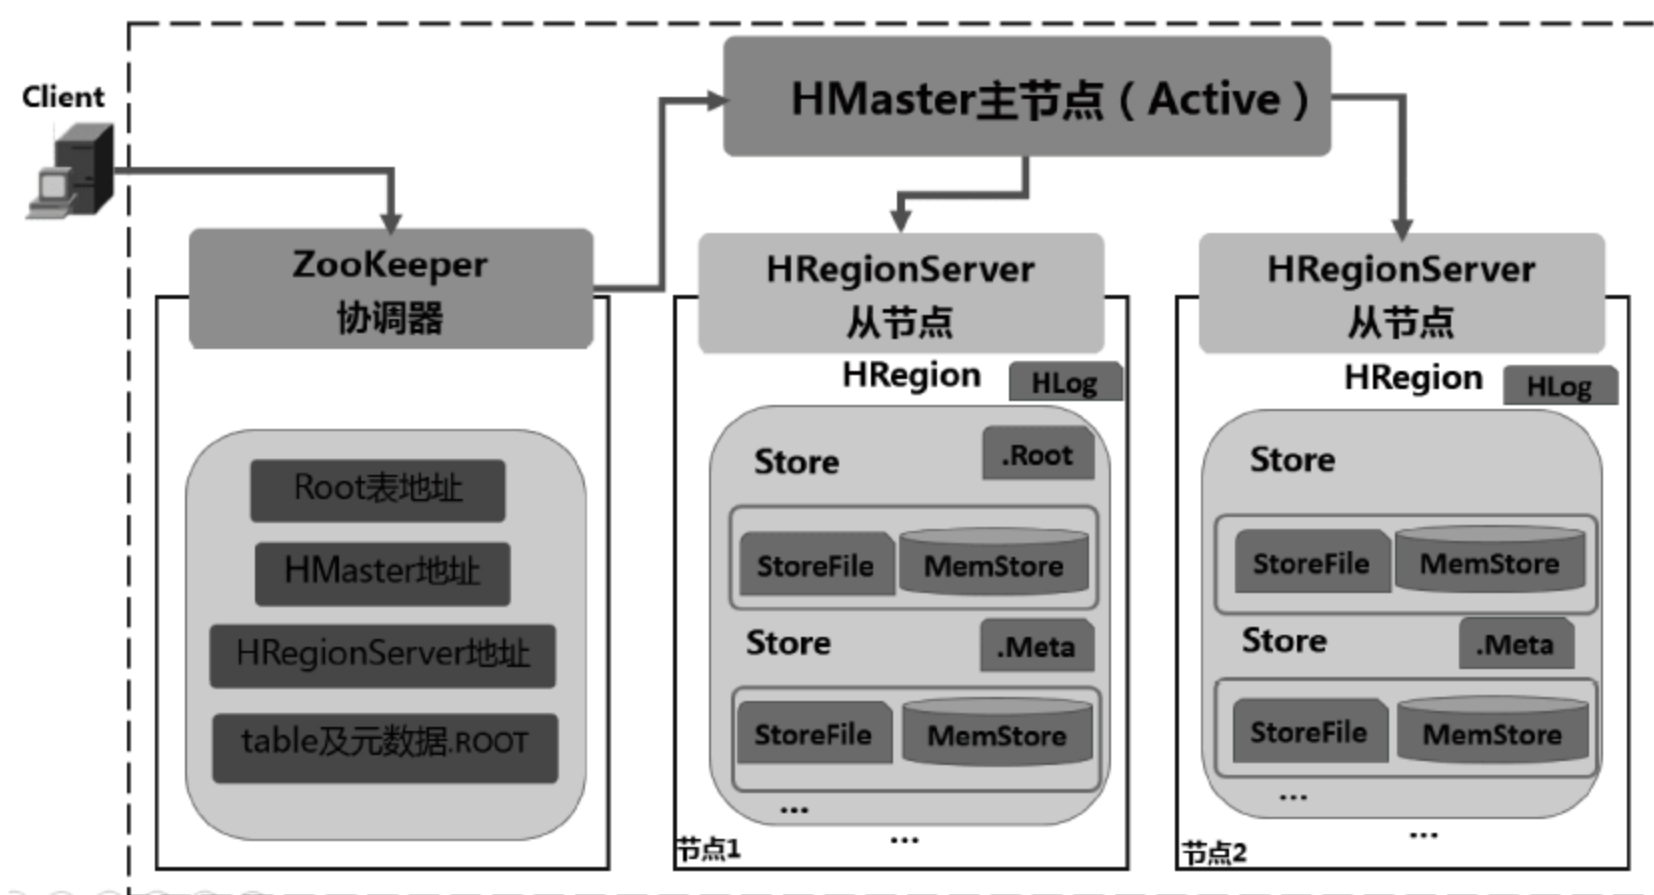 Client
HMaster主节点（Active）
ZooKeeper
协调器
Root表地址
HMaster地址
HRegionServer地址
table及元数据.ROOT
HRegionServer
从节点
HRegion
HLog
Store
.Root
StoreFile
MemStore
Store
.Meta
StoreFile
MemStore
...
...
节点1
HRegionServer
从节点
HRegion
HLog
Store
StoreFile
MemStore
Store
.Meta
StoreFile
MemStore
...
...
节点2